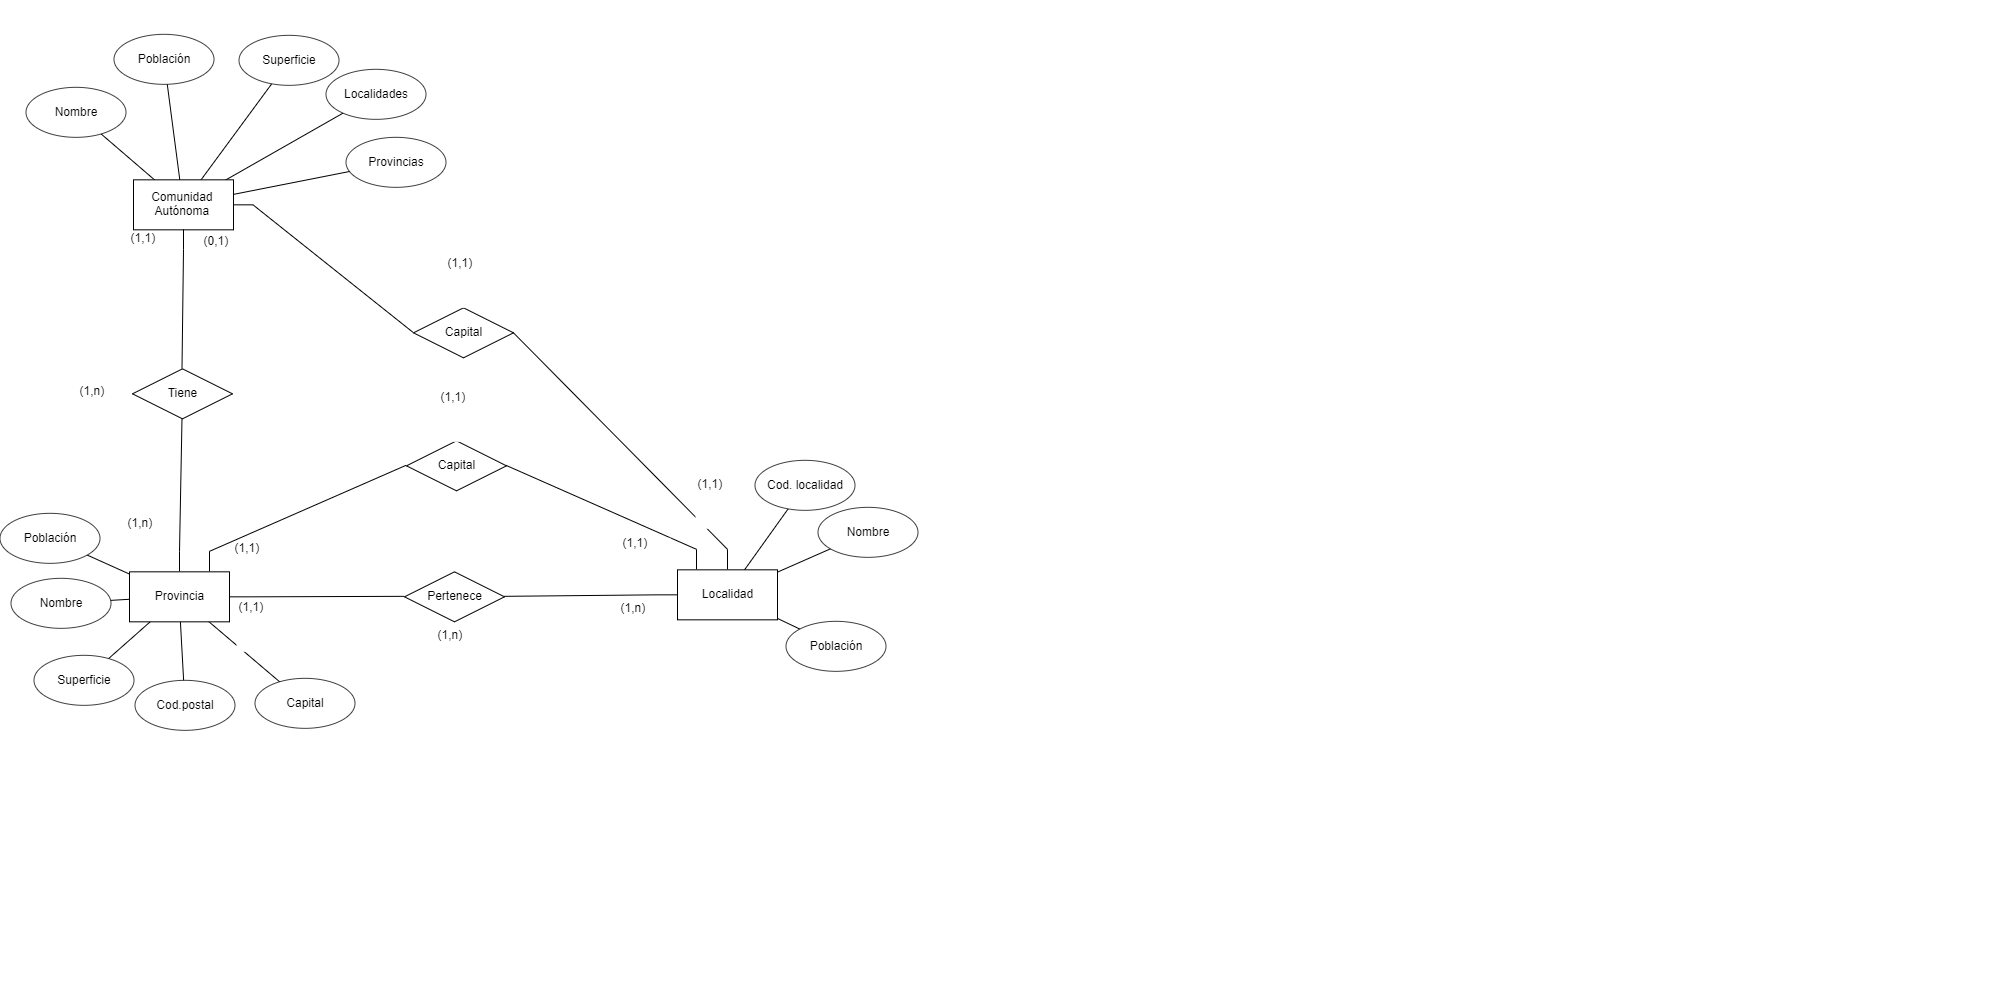 Población
Superficie
Localidades
Nombre
Provincias
Comunidad
Autónoma
(1,1)
(0,1)
(1,1)
Capital
(1,n)
Tiene
(1,1)
Capital
(1,1)
Cod. localidad
(1,n)
Nombre
Población
(1,1)
(1,1)
Nombre
Provincia
(1,1)
Pertenece
(1,n)
Localidad
(1,n)
Población
Superficie
Cod.postal
Capital